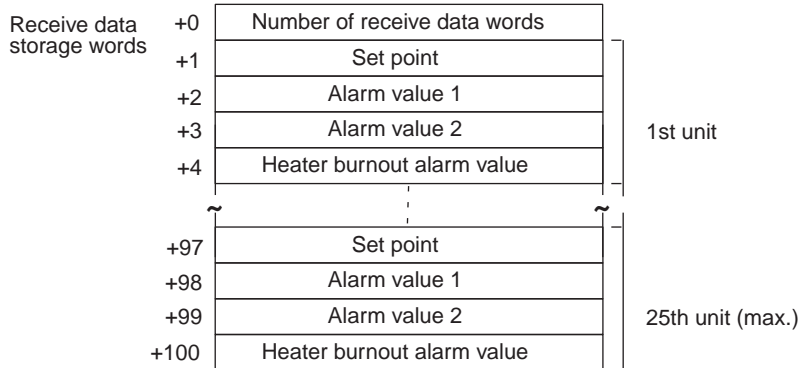 Receive data
storage words
+0 Number of receive data words
+1 Set point
+2 Alarm value 1
+3 Alarm value 2
+4 Heater burnout alarm value
1st unit
~ ~
+97 Set point
+98 Alarm value 1
+99 Alarm value 2
+100 Heater burnout alarm value
25th unit (max.)